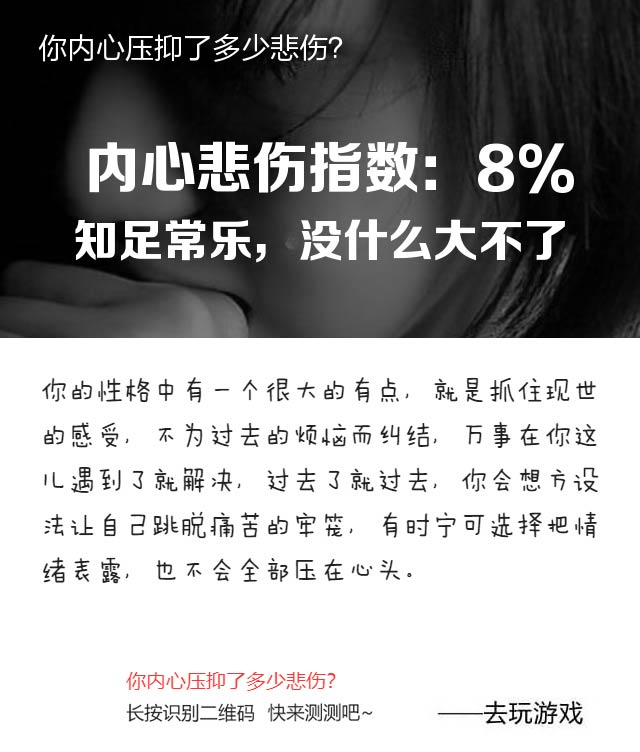 你内心压抑了多少悲伤?
内心悲伤指数: 8%
知足常乐，没什么大不了
你的性格中有一个很大的有点，就是抓住现世
的感受，不为过去的烦恼而纠结，万事在你这
儿遇到了就解决，过去了就过去，你会想方设
法让自己跳脱痛苦的牢笼，有时宁可选择把情
绪表露，也不会全部压在心头。
你内心压抑了多少悲伤?
长按识别二维码 快来测测吧~ ——去玩游戏